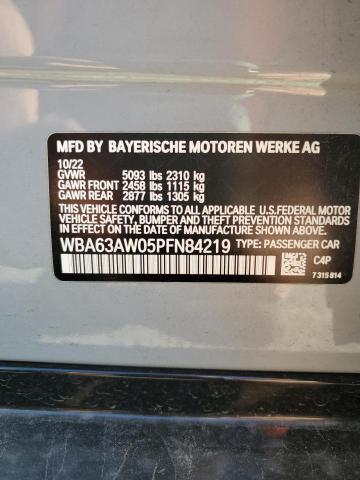 MFD BY BAYERISCHE MOTOREN WERKE AG
10/22
GVWR 5093 lbs 2310 kg
GAWR FRONT 2458 lbs 1115 kg
GAWR REAR 2877 lbs 1305 kg
THIS VEHICLE CONFORMS TO ALL APPLICABLE U.S.FEDERAL MOTOR
VEHICLE SAFETY, BUMPER AND THEFT PREVENTION STANDARDS
IN EFFECT ON THE DATE OF MANUFACTURE SHOWN ABOVE.
WBA63AW05PFN84219 TYPE: PASSENGER CAR
C4P
7 315 814